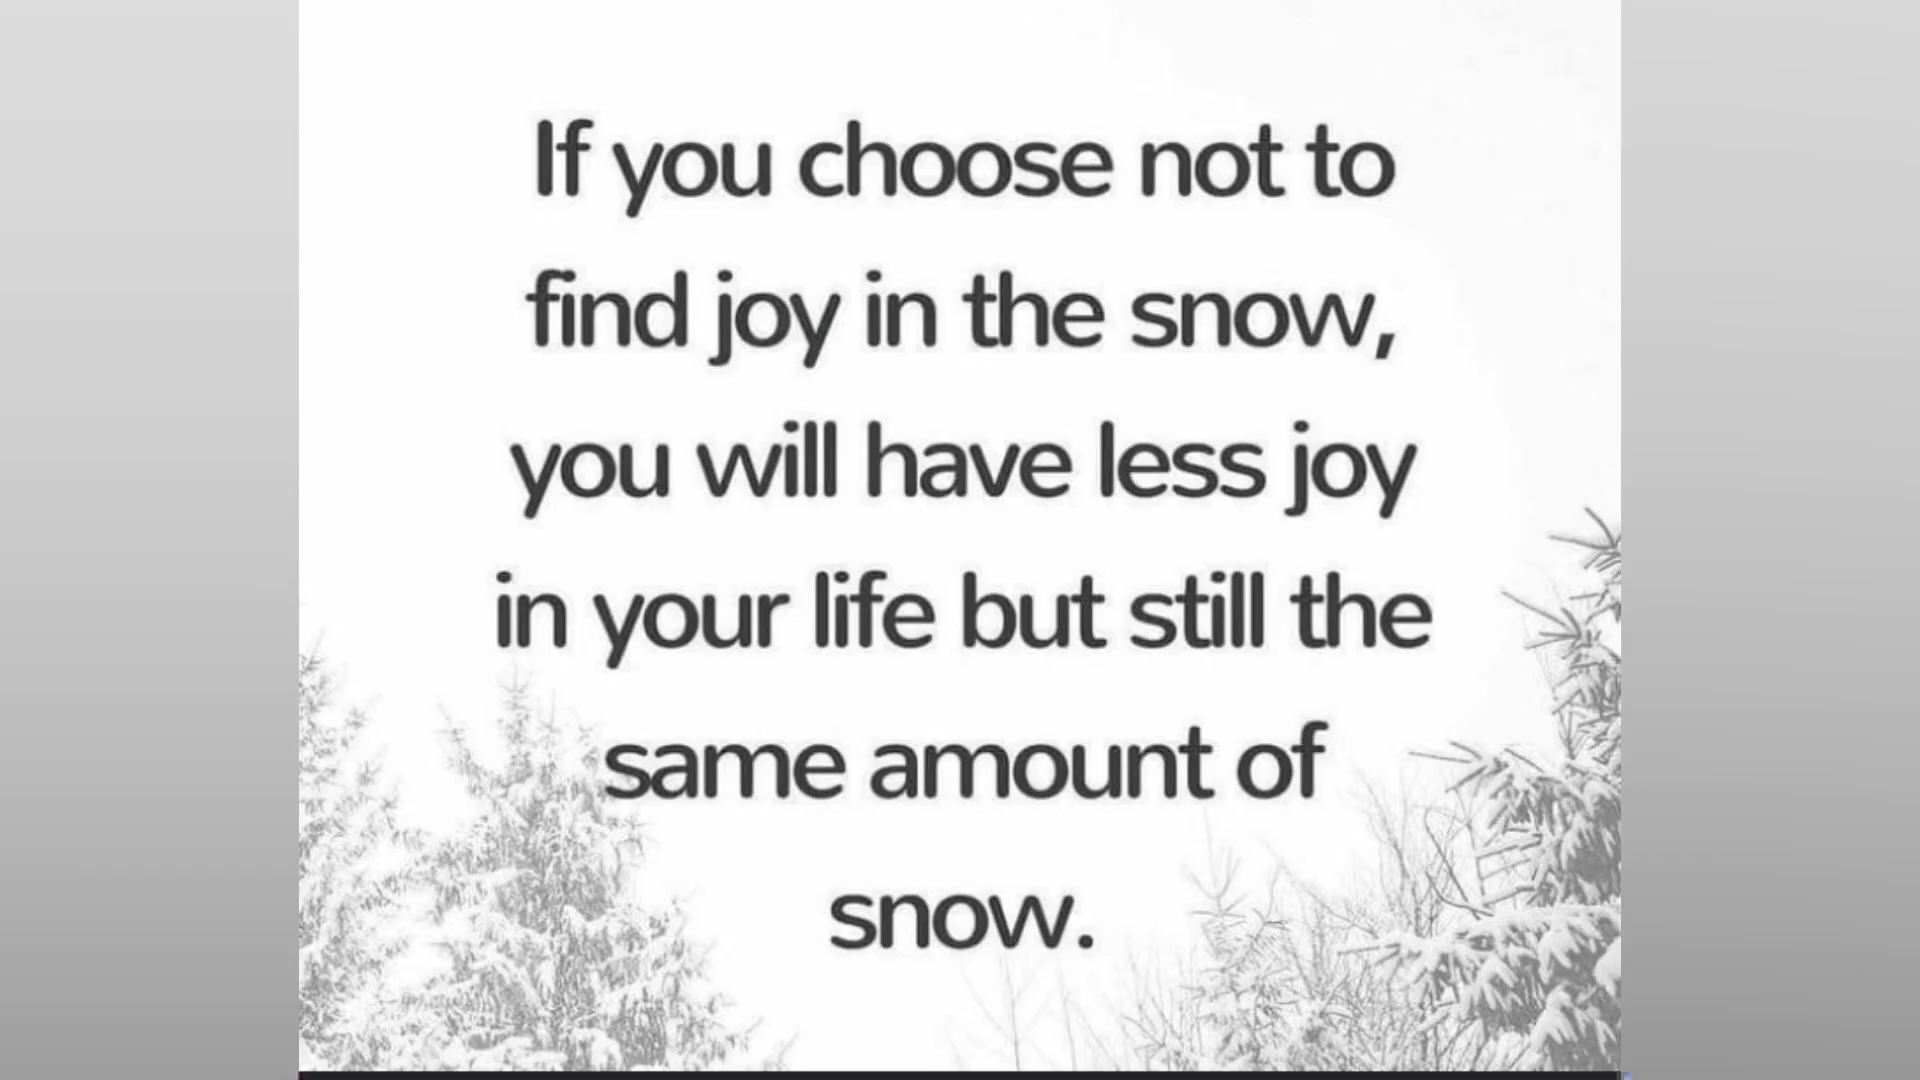 If you choose not to
find joy in the snow,
you will have less joy
in your life but still the
same amount of
snow.